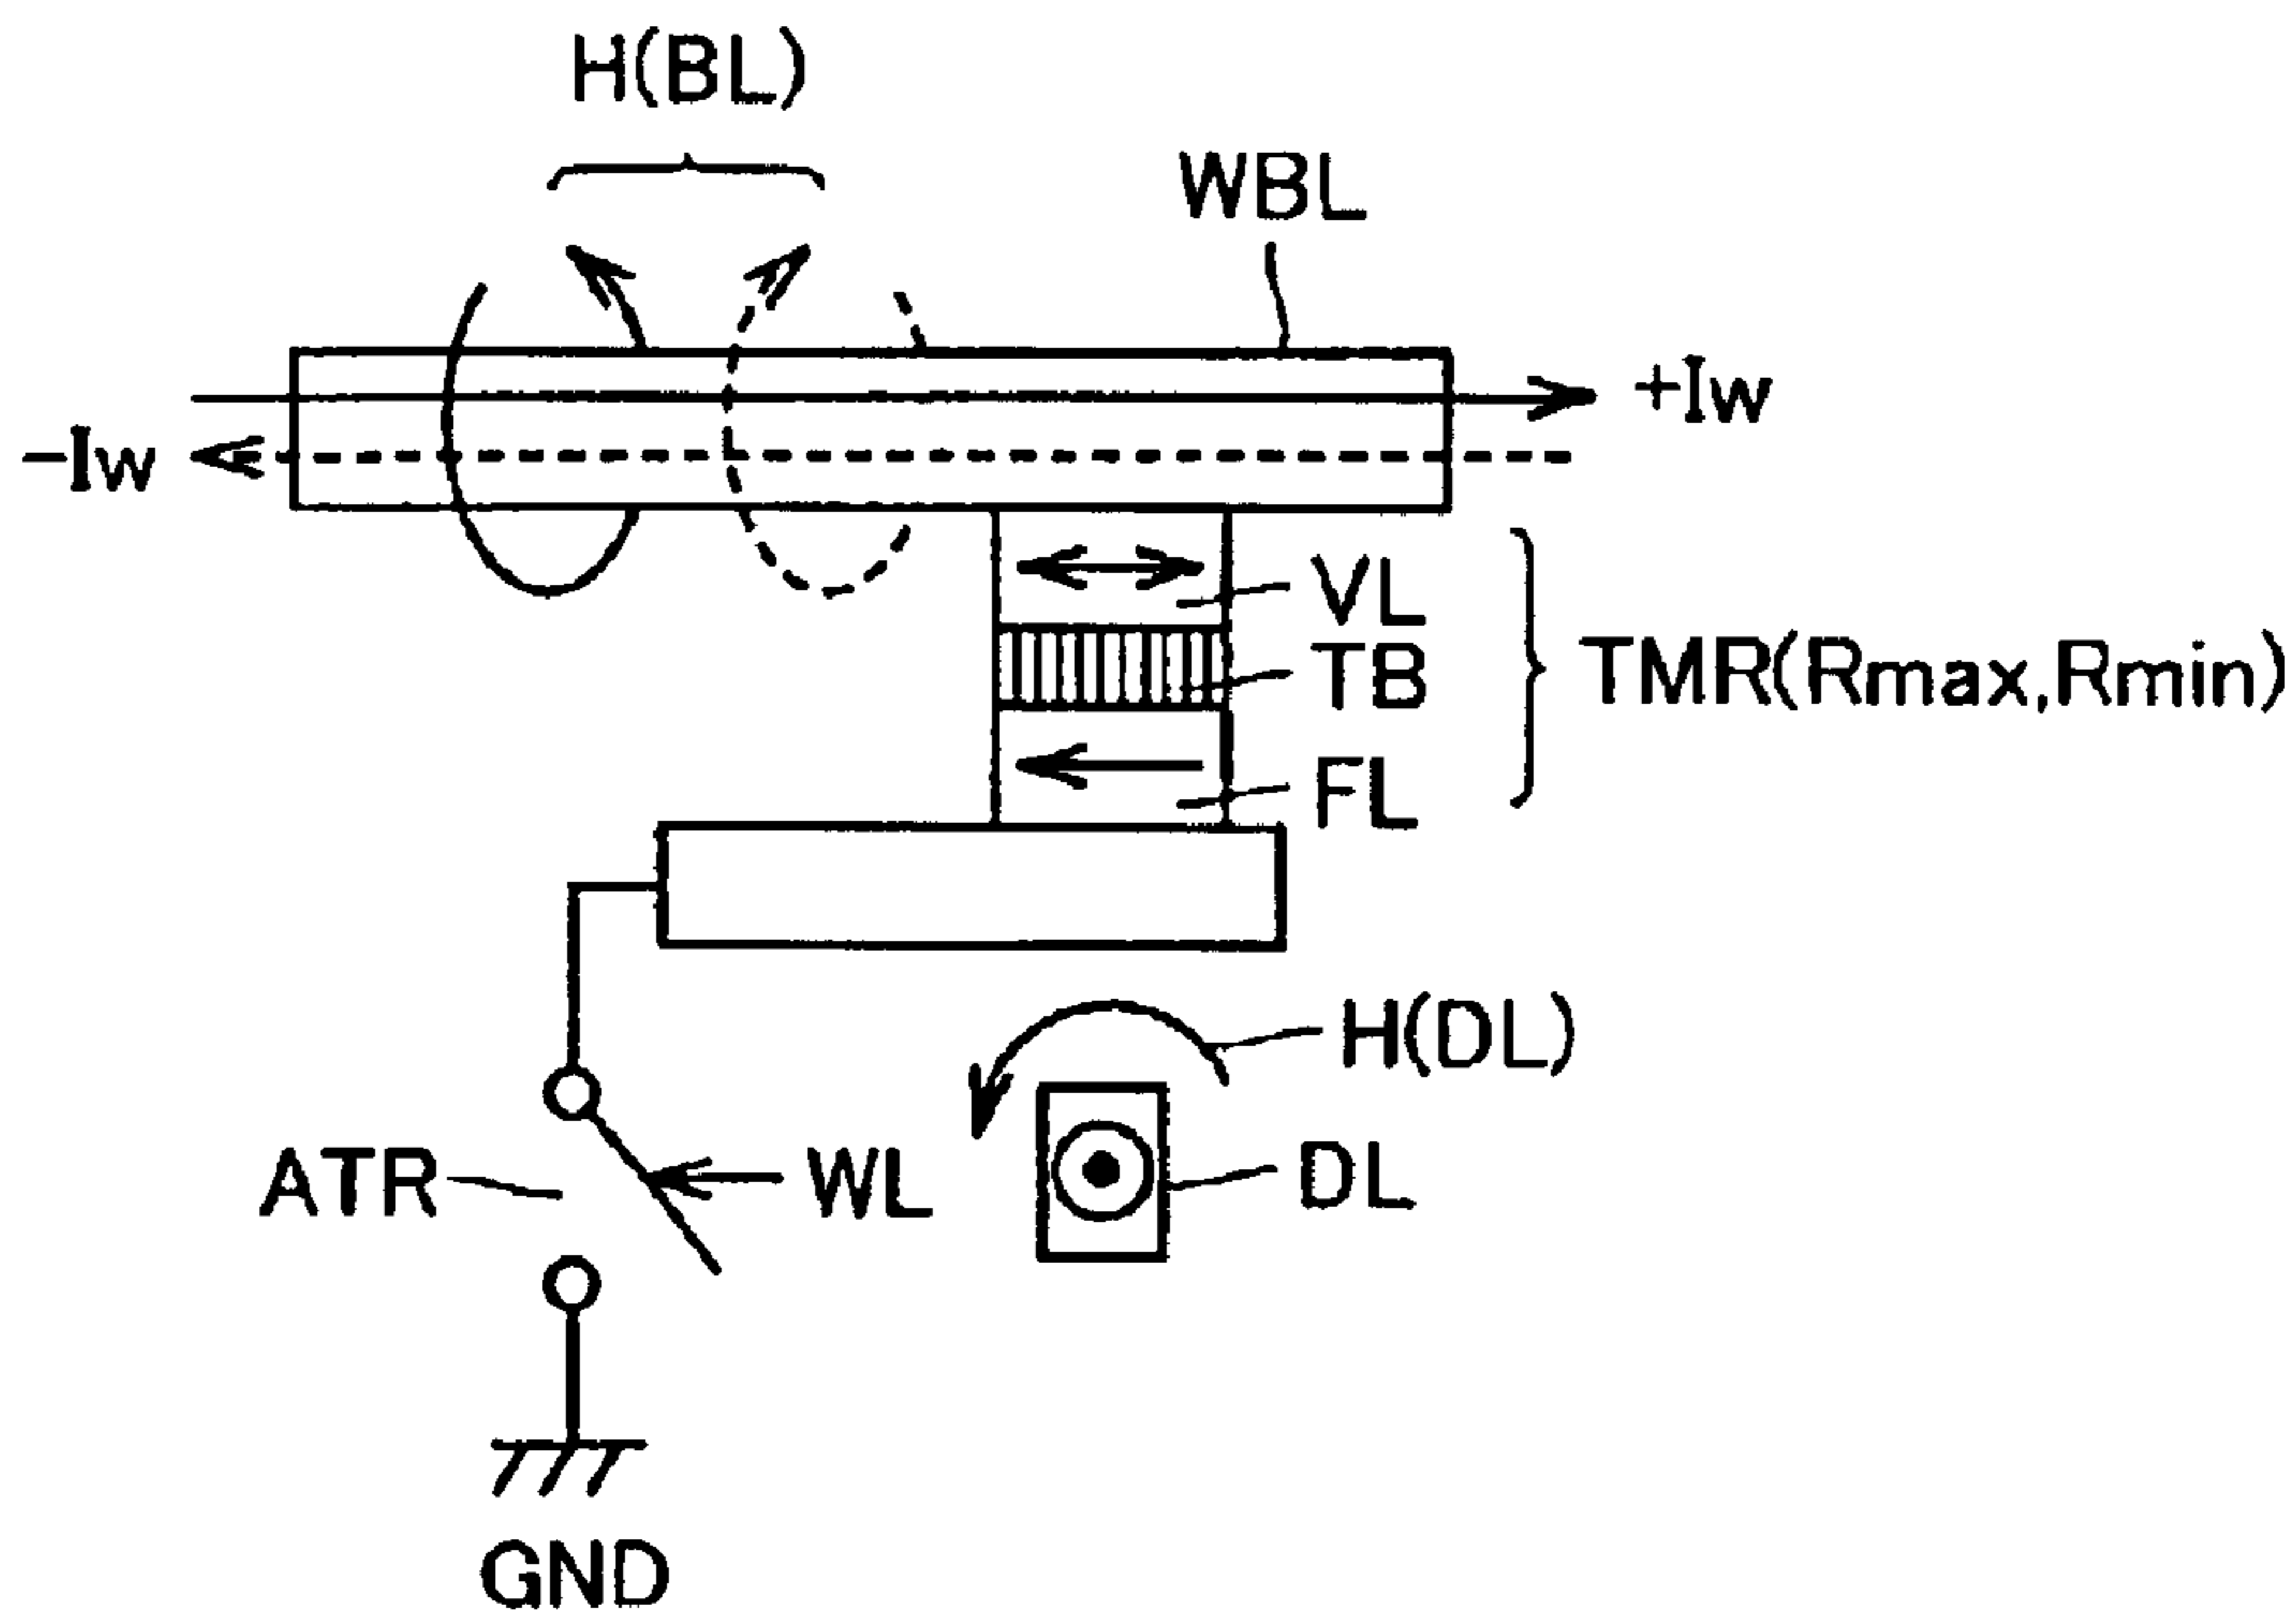 H(BL)
WBL
+Iw
−Iw
VL
TB
TMR(Rmax,Rmin)
FL
H(DL)
ATR
WL
DL
GND